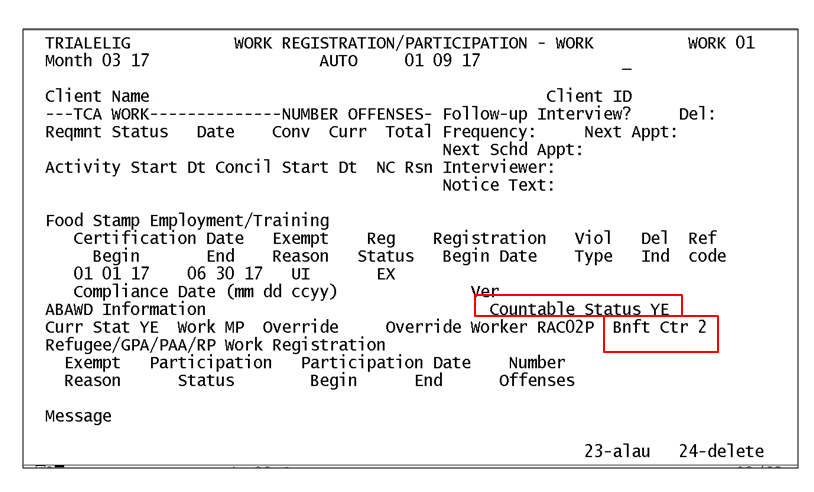 TRIALELIG WORK REGISTRATION/PARTICIPATION - WORK WORK 01
Month 03 17 AUTO 01 09 17 _
Client Name Client ID
---TCA WORK--------------NUMBER OFFENSES- Follow-up Interview? Del:
Reqmnt Status Date Conv Curr Total Frequency: Next Appt:
Next Schd Appt:
Activity Start Dt Concil Start Dt NC Rsn Interviewer:
Notice Text:
Food Stamp Employment/Training
Certification Date Exempt Reg Registration Viol Del Ref
Begin End Reason Status Begin Date Type Ind code
01 01 17 06 30 17 UI EX
Compliance Date (mm dd ccyy) Ver
ABAWD Information Countable Status YE
Curr Stat YE Work MP Override Override Worker RAC02P Bnft Ctr 2
Refugee/GPA/PAA/RP Work Registration
Exempt Participation Participation Date Number
Reason Status Begin End Offenses
Message
23-alau 24-delete